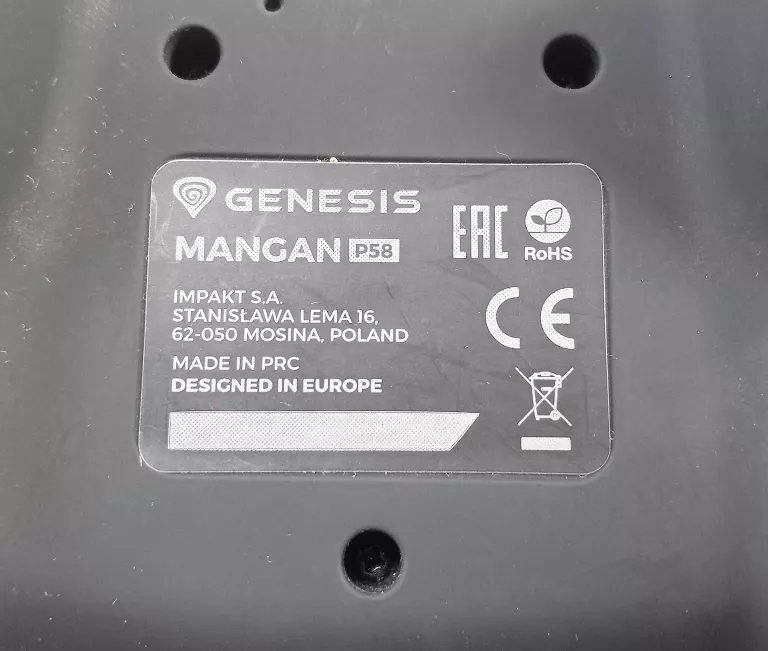 GENESIS
MANGAN P58
EAC
RoHS
IMPAKT S.A.
STANISŁAWA LEMA 16,
62-050 MOSINA, POLAND
CE
MADE IN PRC
DESIGNED IN EUROPE